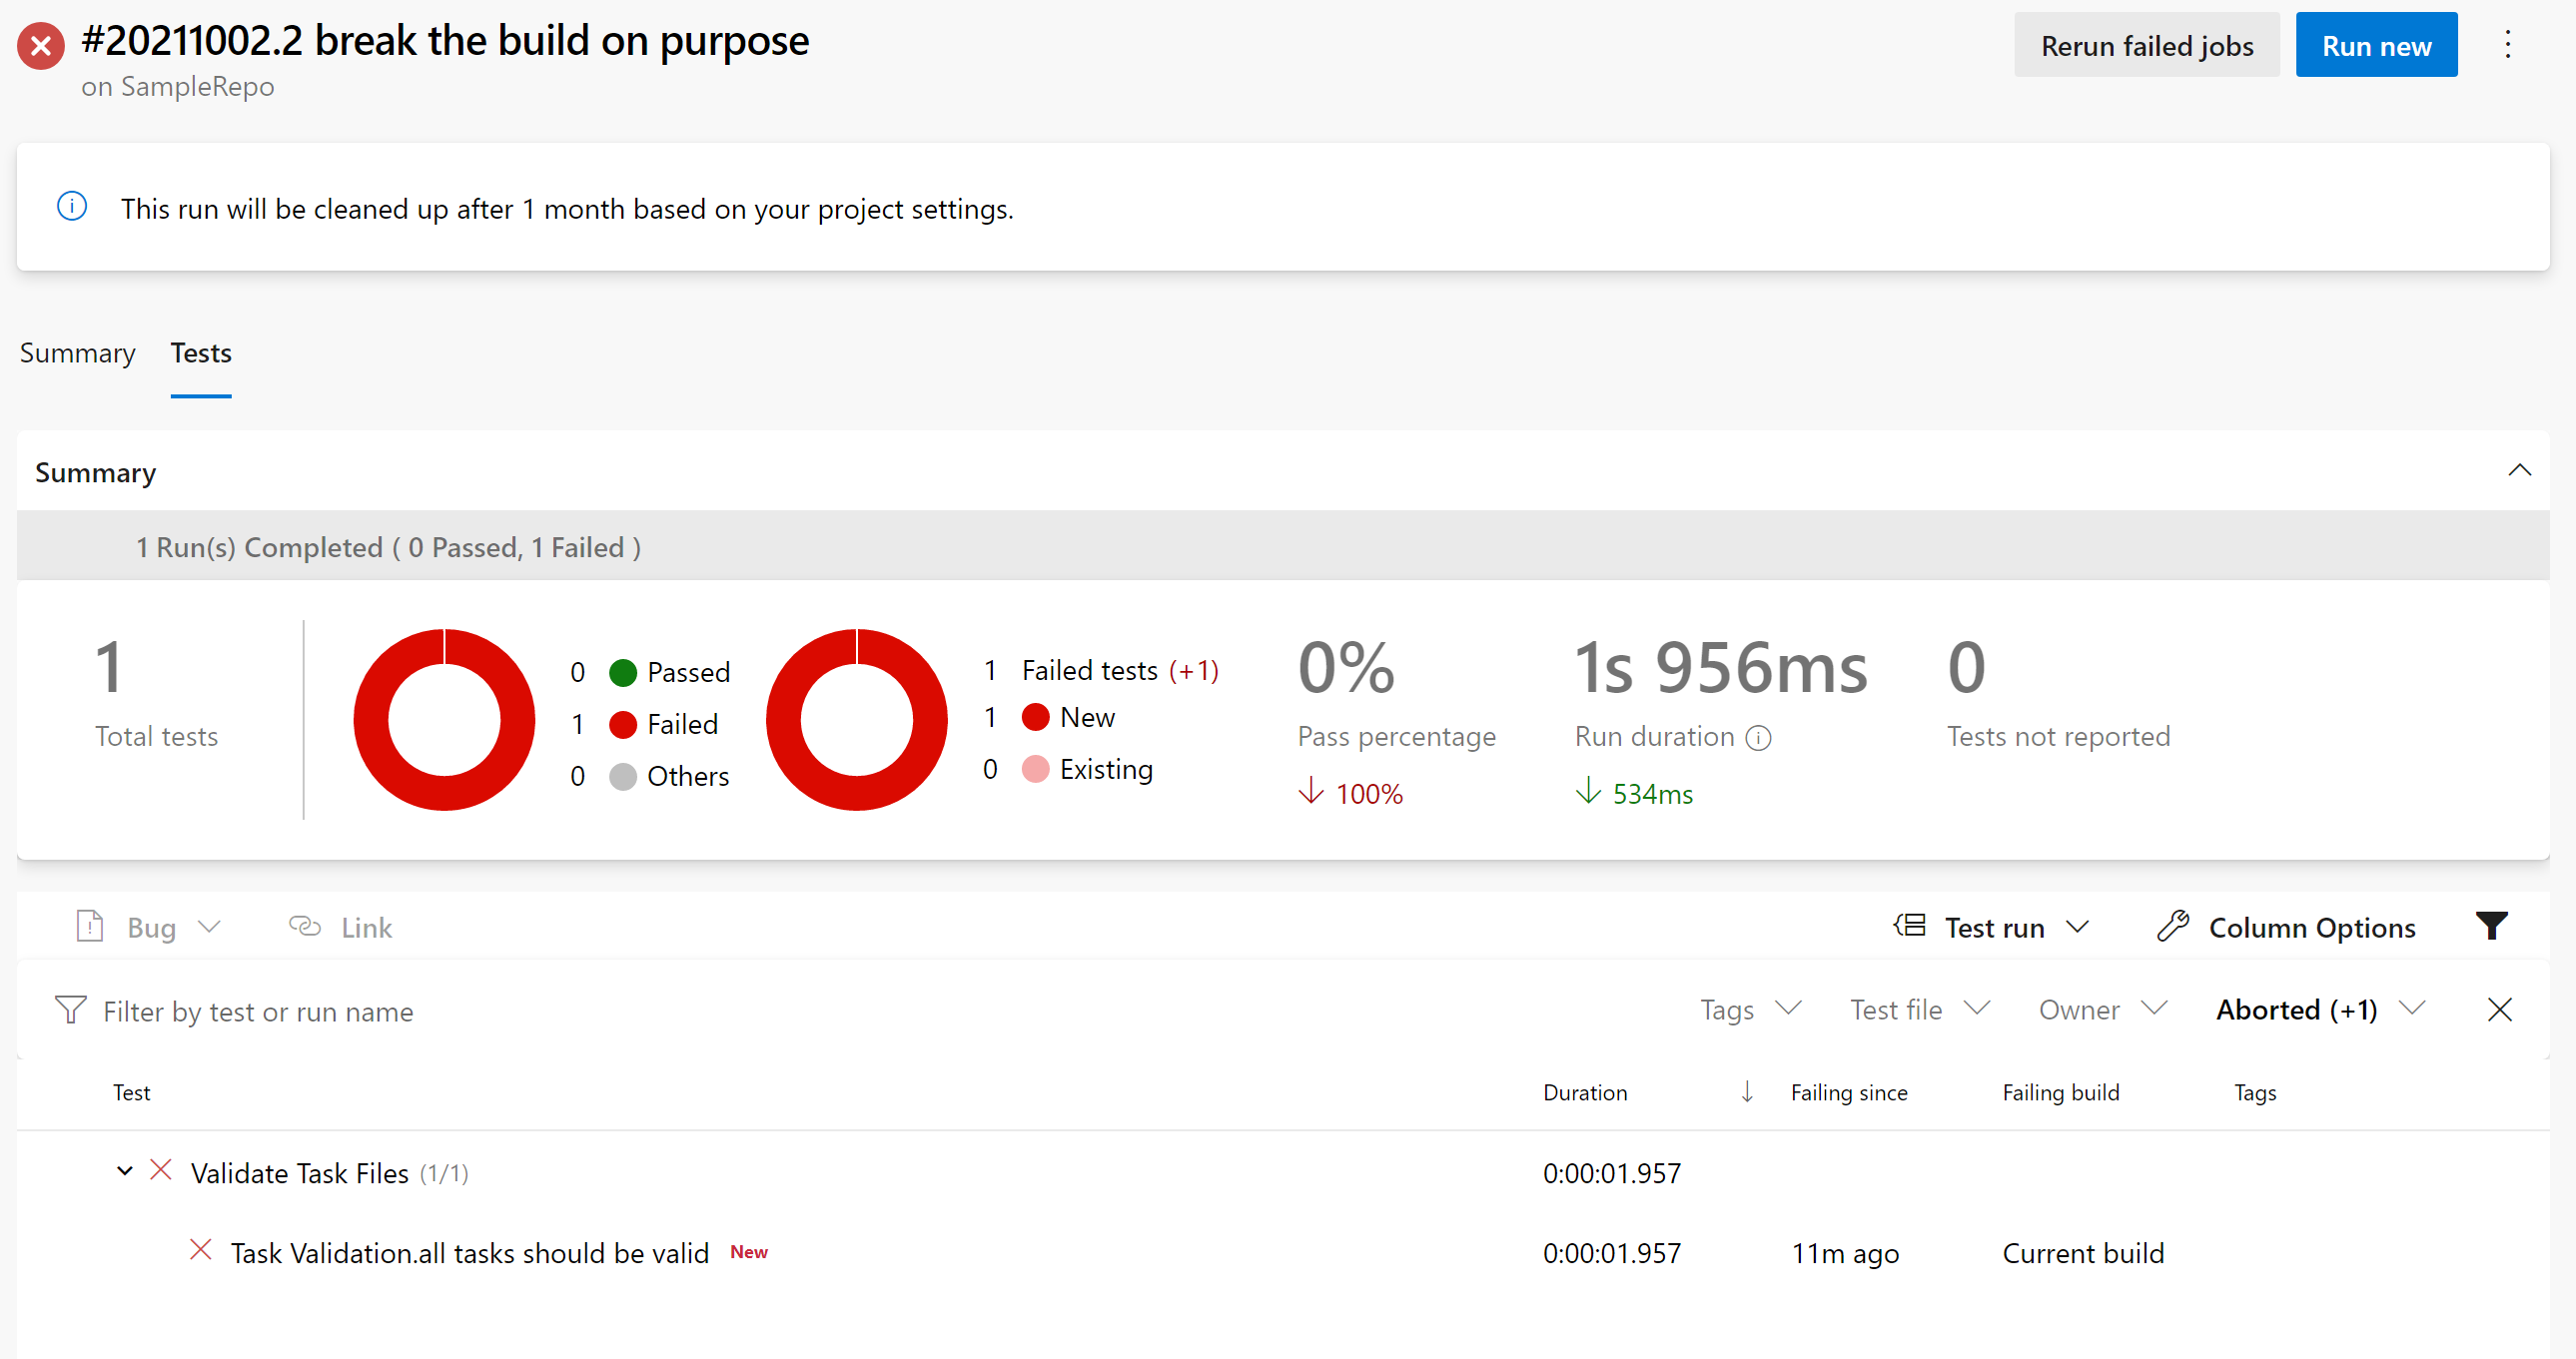 #20211002.2 break the build on purpose
on SampleRepo
Rerun failed jobs
Run new
This run will be cleaned up after 1 month based on your project settings.
Summary
Tests
Summary
1 Run(s) Completed ( 0 Passed, 1 Failed )
1
Total tests
0 Passed
1 Failed
0 Others
1 Failed tests (+1)
1 New
0 Existing
0%
Pass percentage
100%
1s 956ms
Run duration
534ms
0
Tests not reported
Bug
Link
Test run
Column Options
Filter by test or run name
Tags
Test file
Owner
Aborted (+1)
Test Duration Failing since Failing build Tags
Validate Task Files (1/1) 0:00:01.957
Task Validation.all tasks should be valid New 0:00:01.957 11m ago Current build